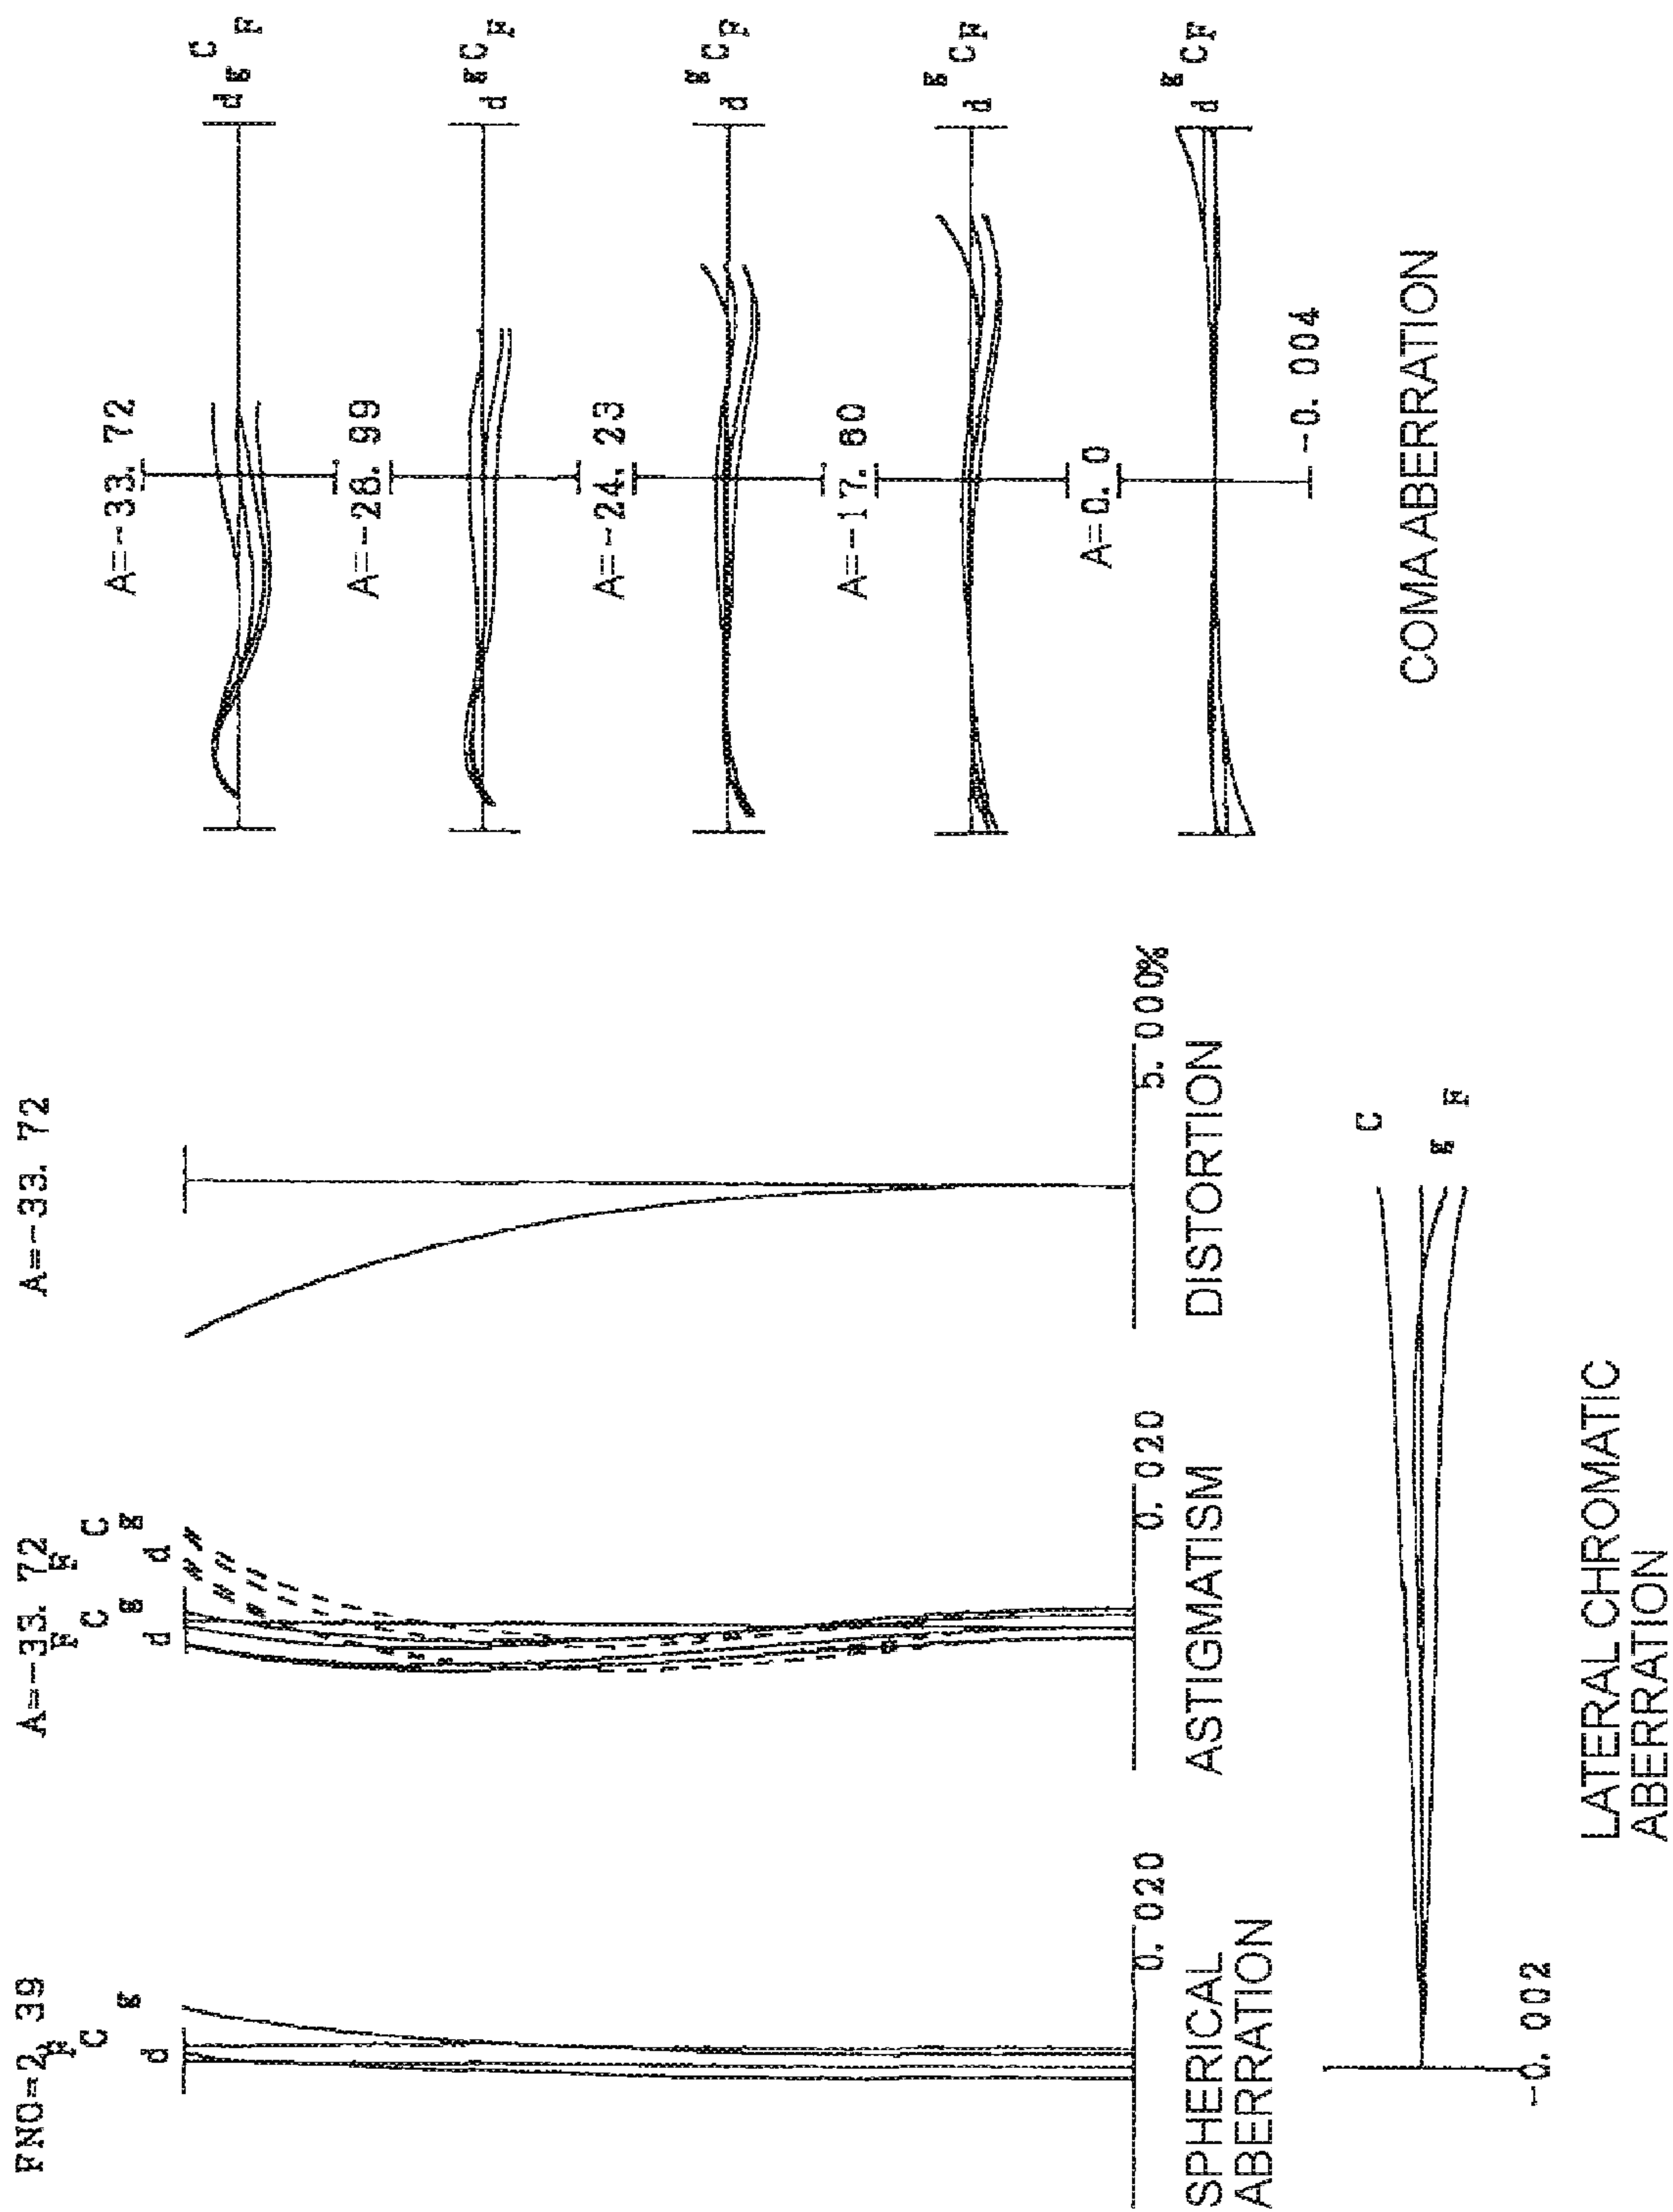 FNO=2. 39
F
C
g
d
0. 020
SPHERICAL
ABERRATION
A=-33. 72
F
C
g
d
F
C
g
d
0. 020
ASTIGMATISM
A=-33. 72
5. 000%
DISTORTION
A=-33. 72
C
g
d
F
A=-28. 99
g
C
d
F
A=-24. 23
g
C
d
F
A=-17. 60
g
C
d
F
A=0. 0
g
C
d
F
-0. 004
COMA ABERRATION
C
g
F
-0. 002
LATERAL CHROMATIC
ABERRATION